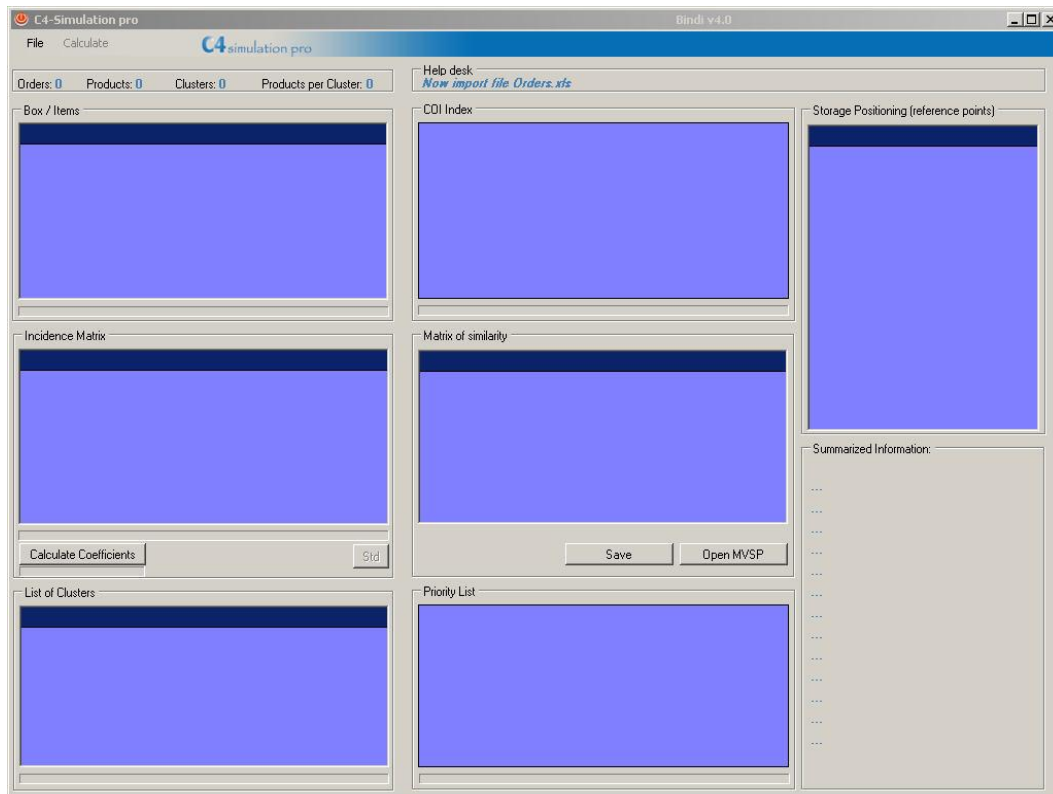 C4-Simulation pro Bindi v4.0
File Calculate C4 simulation pro
Orders: 0 Products: 0 Clusters: 0 Products per Cluster: 0
Help desk
Now import file Orders.xfs
Box / Items
COI Index
Storage Positioning (reference points)
Incidence Matrix
Matrix of similarity
Summarized Information:
...
...
...
...
...
...
...
...
...
...
...
...
...
Calculate Coefficients Std
Save Open MVSP
List of Clusters
Priority List